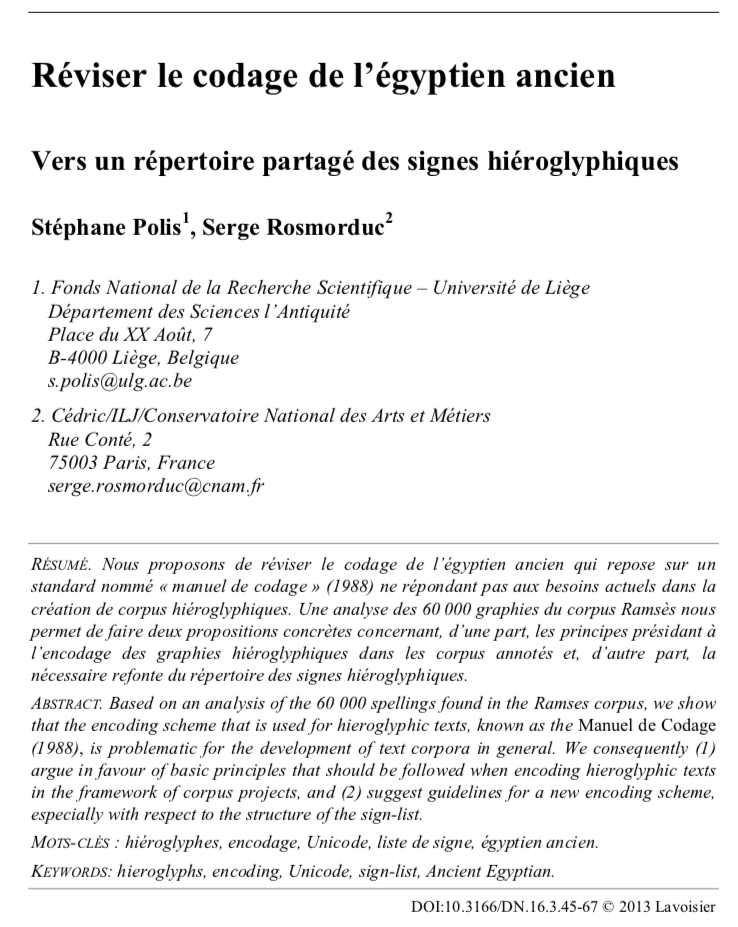 Réviser le codage de l’égyptien ancien
Vers un répertoire partagé des signes hiéroglyphiques
Stéphane Polis1, Serge Rosmorduc2
1. Fonds National de la Recherche Scientifique – Université de Liège
Département des Sciences l’Antiquité
Place du XX Août, 7
B-4000 Liège, Belgique
s.polis@ulg.ac.be
2. Cédric/ILJ/Conservatoire National des Arts et Métiers
Rue Conté, 2
75003 Paris, France
serge.rosmorduc@cnam.fr
RÉSUMÉ. Nous proposons de réviser le codage de l’égyptien ancien qui repose sur un
standard nommé « manuel de codage » (1988) ne répondant pas aux besoins actuels dans la
création de corpus hiéroglyphiques. Une analyse des 60 000 graphies du corpus Ramsès nous
permet de faire deux propositions concrètes concernant, d’une part, les principes présidant à
l’encodage des graphies hiéroglyphiques dans les corpus annotés et, d’autre part, la
nécessaire refonte du répertoire des signes hiéroglyphiques.
ABSTRACT. Based on an analysis of the 60 000 spellings found in the Ramses corpus, we show
that the encoding scheme that is used for hieroglyphic texts, known as the Manuel de Codage
(1988), is problematic for the development of text corpora in general. We consequently (1)
argue in favour of basic principles that should be followed when encoding hieroglyphic texts
in the framework of corpus projects, and (2) suggest guidelines for a new encoding scheme,
especially with respect to the structure of the sign-list.
MOTS-CLÉS : hiéroglyphes, encodage, Unicode, liste de signe, égyptien ancien.
KEYWORDS: hieroglyphs, encoding, Unicode, sign-list, Ancient Egyptian.
DOI:10.3166/DN.16.3.45-67 © 2013 Lavoisier